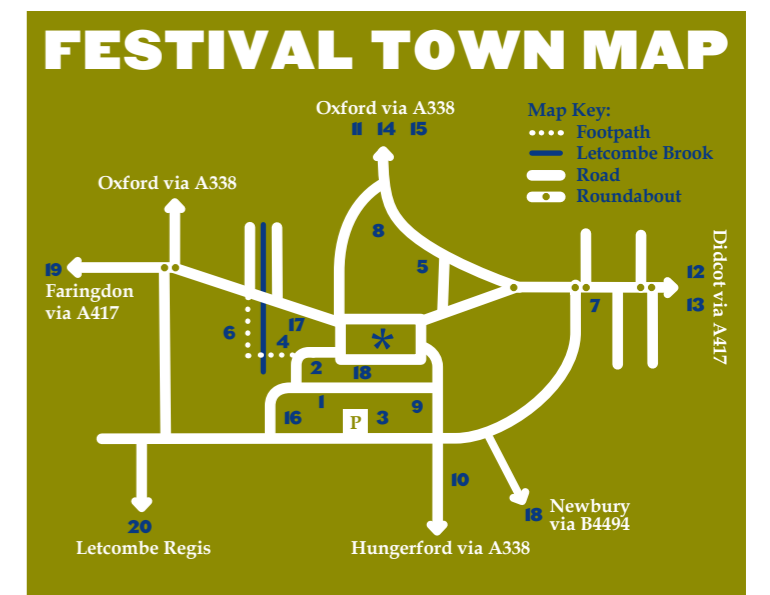 FESTIVAL TOWN MAP
Oxford via A338
11 14 15
Map Key:
Footpath
Letcombe Brook
Road
Roundabout
Oxford via A338
8
5
19
Faringdon
via A417
12
13
Didcot via A417
7
6
17
4
*
2
18
1
9
16
P
3
10
18
Newbury
via B4494
20
Letcombe Regis
Hungerford via A338